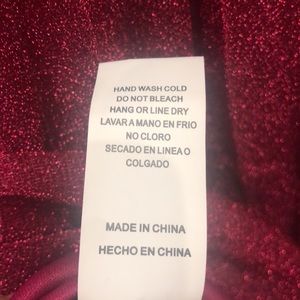 HAND WASH COLD
DO NOT BLEACH
HANG OR LINE DRY
LAVAR A MANO EN FRIO
NO CLORO
SECADO EN LINEA O
COLGADO
MADE IN CHINA
HECHO EN CHINA